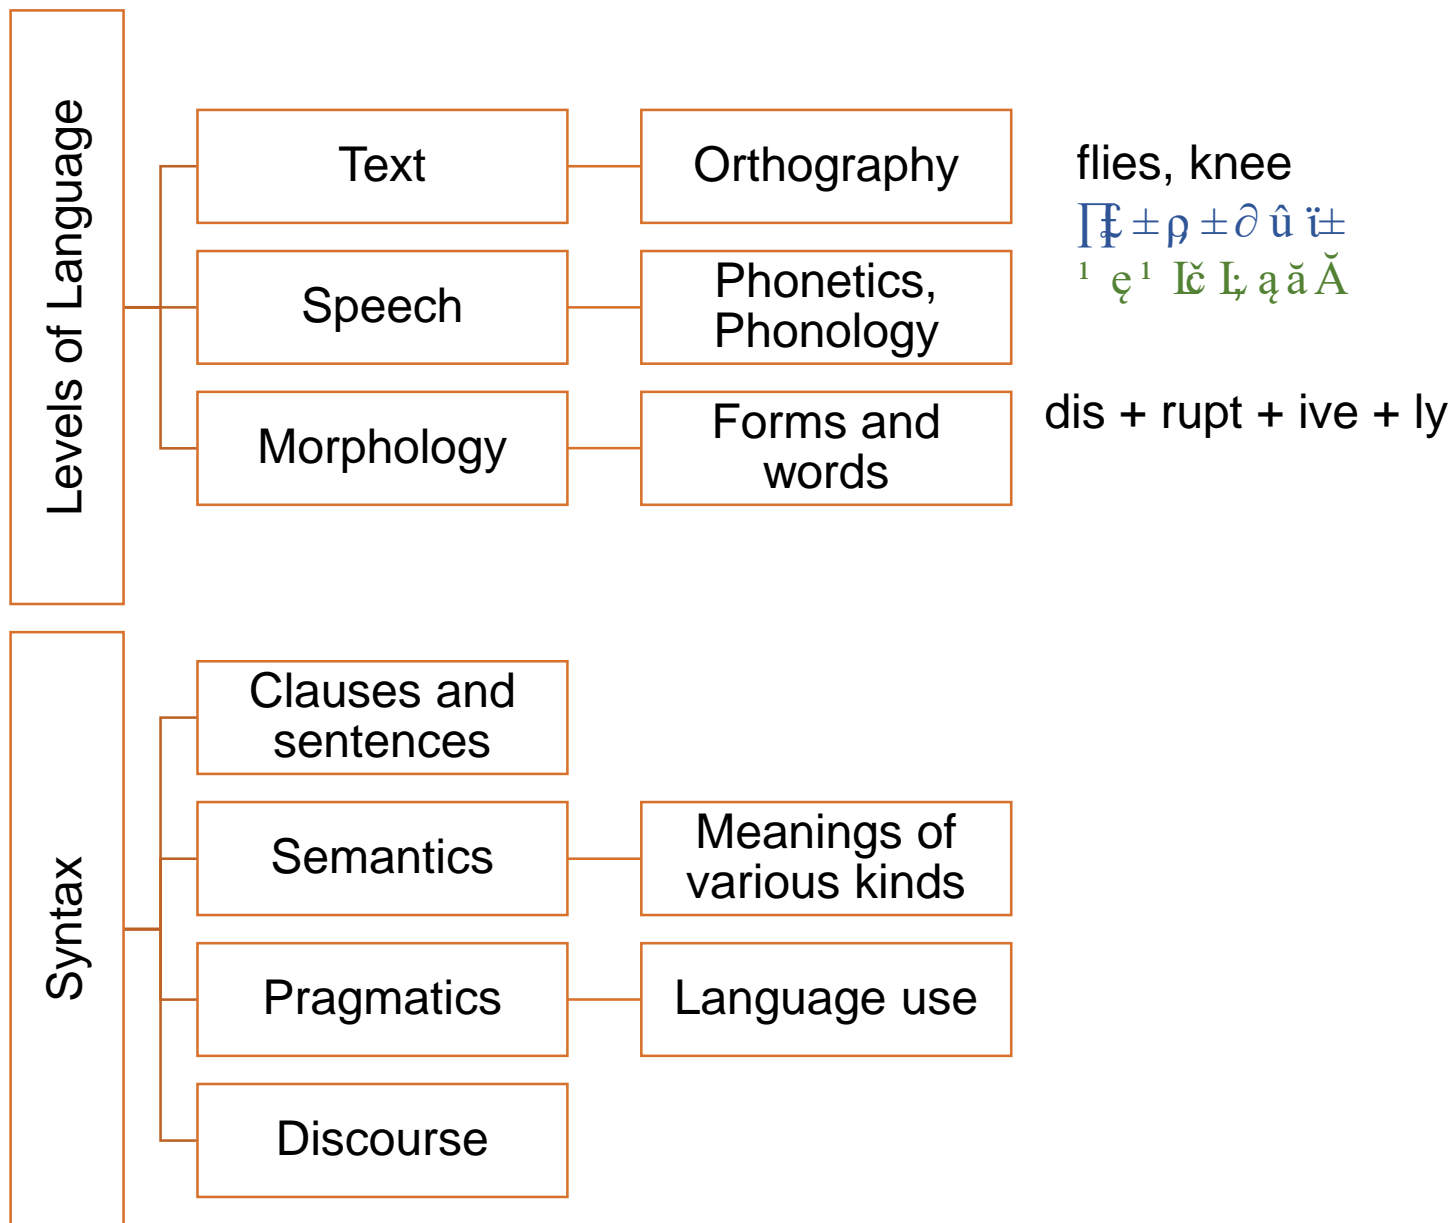 Levels of Language
Text
Orthography
flies, knee
Speech
Phonetics,
Phonology
Morphology
Forms and
words
dis + rupt + ive + ly
Syntax
Clauses and
sentences
Semantics
Meanings of
various kinds
Pragmatics
Language use
Discourse